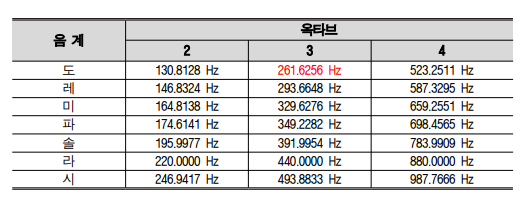 음 계 옥타브
2 3 4
도 130.8128 Hz 261.6256 Hz 523.2511 Hz
레 146.8324 Hz 293.6648 Hz 587.3295 Hz
미 164.8138 Hz 329.6276 Hz 659.2551 Hz
파 174.6141 Hz 349.2282 Hz 698.4565 Hz
솔 195.9977 Hz 391.9954 Hz 783.9909 Hz
라 220.0000 Hz 440.0000 Hz 880.0000 Hz
시 246.9417 Hz 493.8833 Hz 987.7666 Hz